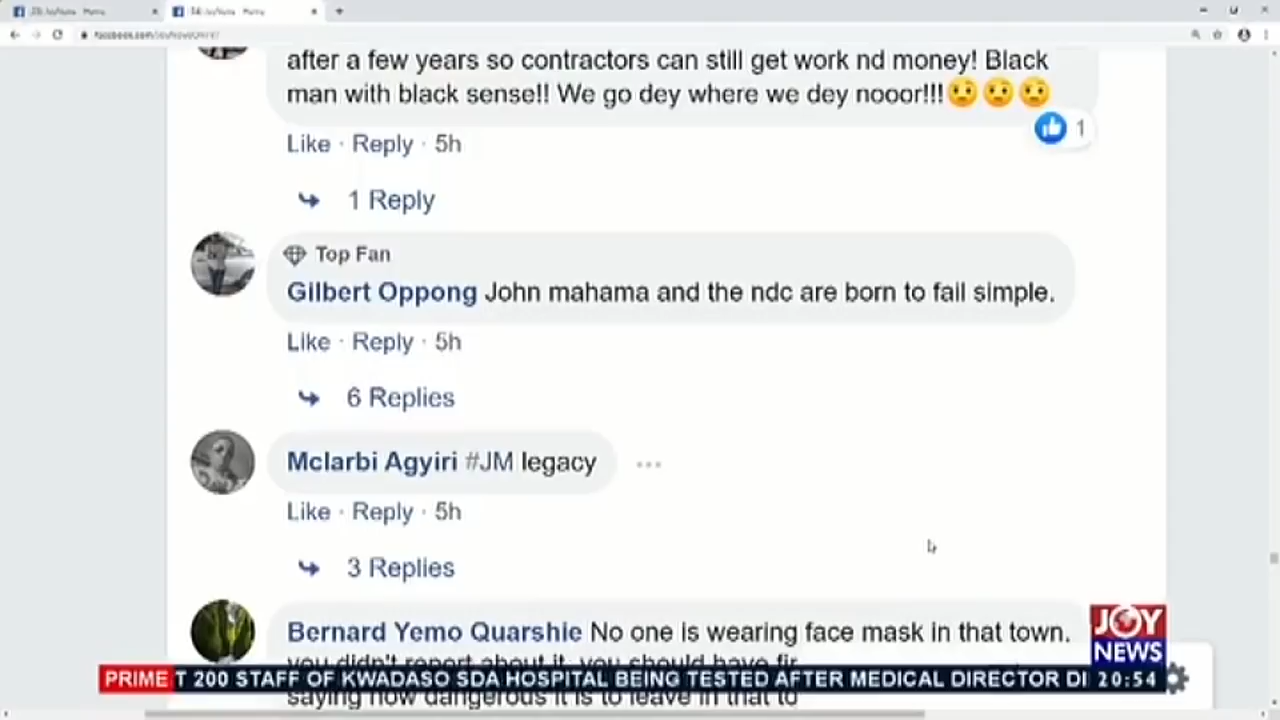 after a few years so contractors can still get work nd money! Black
man with black sense!! We go dey where we dey nooor!!!😟😟😟
1
Like · Reply · 5h
1 Reply
Top Fan
Gilbert Oppong John mahama and the ndc are born to fail simple.
Like · Reply · 5h
6 Replies
Mclarbi Agyiri #JM legacy
Like · Reply · 5h
3 Replies
Bernard Yemo Quarshie No one is wearing face mask in that town.
you didn't report about it, you should have fir
saying how dangerous it is to leave in that to
JOY
NEWS
PRIME T 200 STAFF OF KWADASO SDA HOSPITAL BEING TESTED AFTER MEDICAL DIRECTOR DI 20:54